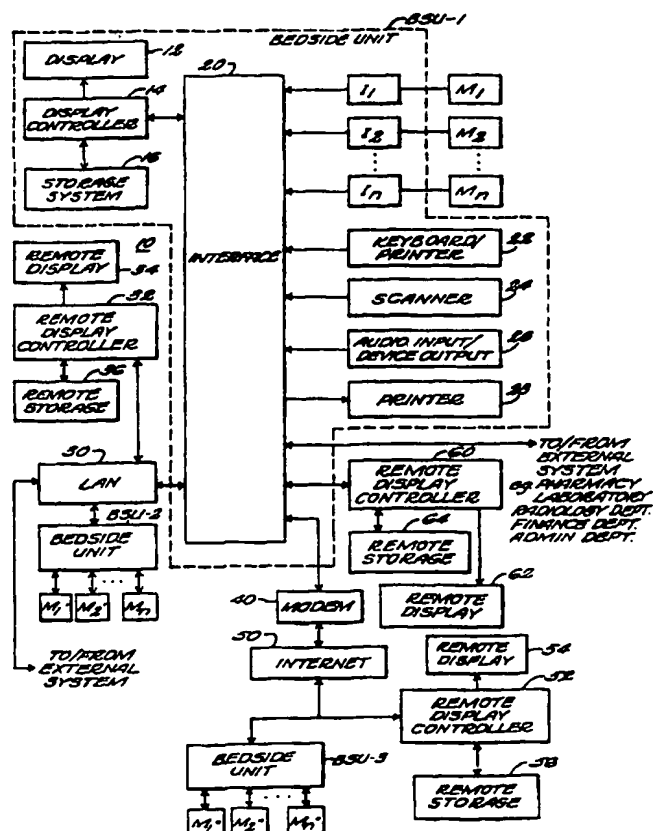 BSU-1
BEDSIDE UNIT
DISPLAY
12
20
DISPLAY
CONTROLLER
14
STORAGE
SYSTEM
16
I1
M1
I2
M2
In
Mn
INTERFACE
KEYBOARD/
PRINTER
22
SCANNER
24
AUDIO INPUT/
DEVICE OUTPUT
26
PRINTER
10
REMOTE
DISPLAY
34
32
REMOTE
DISPLAY
CONTROLLER
REMOTE
STORAGE
36
30
LAN
BSU-2
BEDSIDE
UNIT
M1'
M2'
Mn'
TO/FROM
EXTERNAL
SYSTEM
60
REMOTE
DISPLAY
CONTROLLER
64
REMOTE
STORAGE
62
REMOTE
DISPLAY
TO/FROM
EXTERNAL
SYSTEM
eg. PHARMACY
LABORATORY
RADIOLOGY DEPT.
FINANCE DEPT.
ADMIN DEPT.
40
MODEM
50
INTERNET
REMOTE
DISPLAY
54
52
REMOTE
DISPLAY
CONTROLLER
BEDSIDE
UNIT
BSU-3
REMOTE
STORAGE
M1"
M2"
Mn"